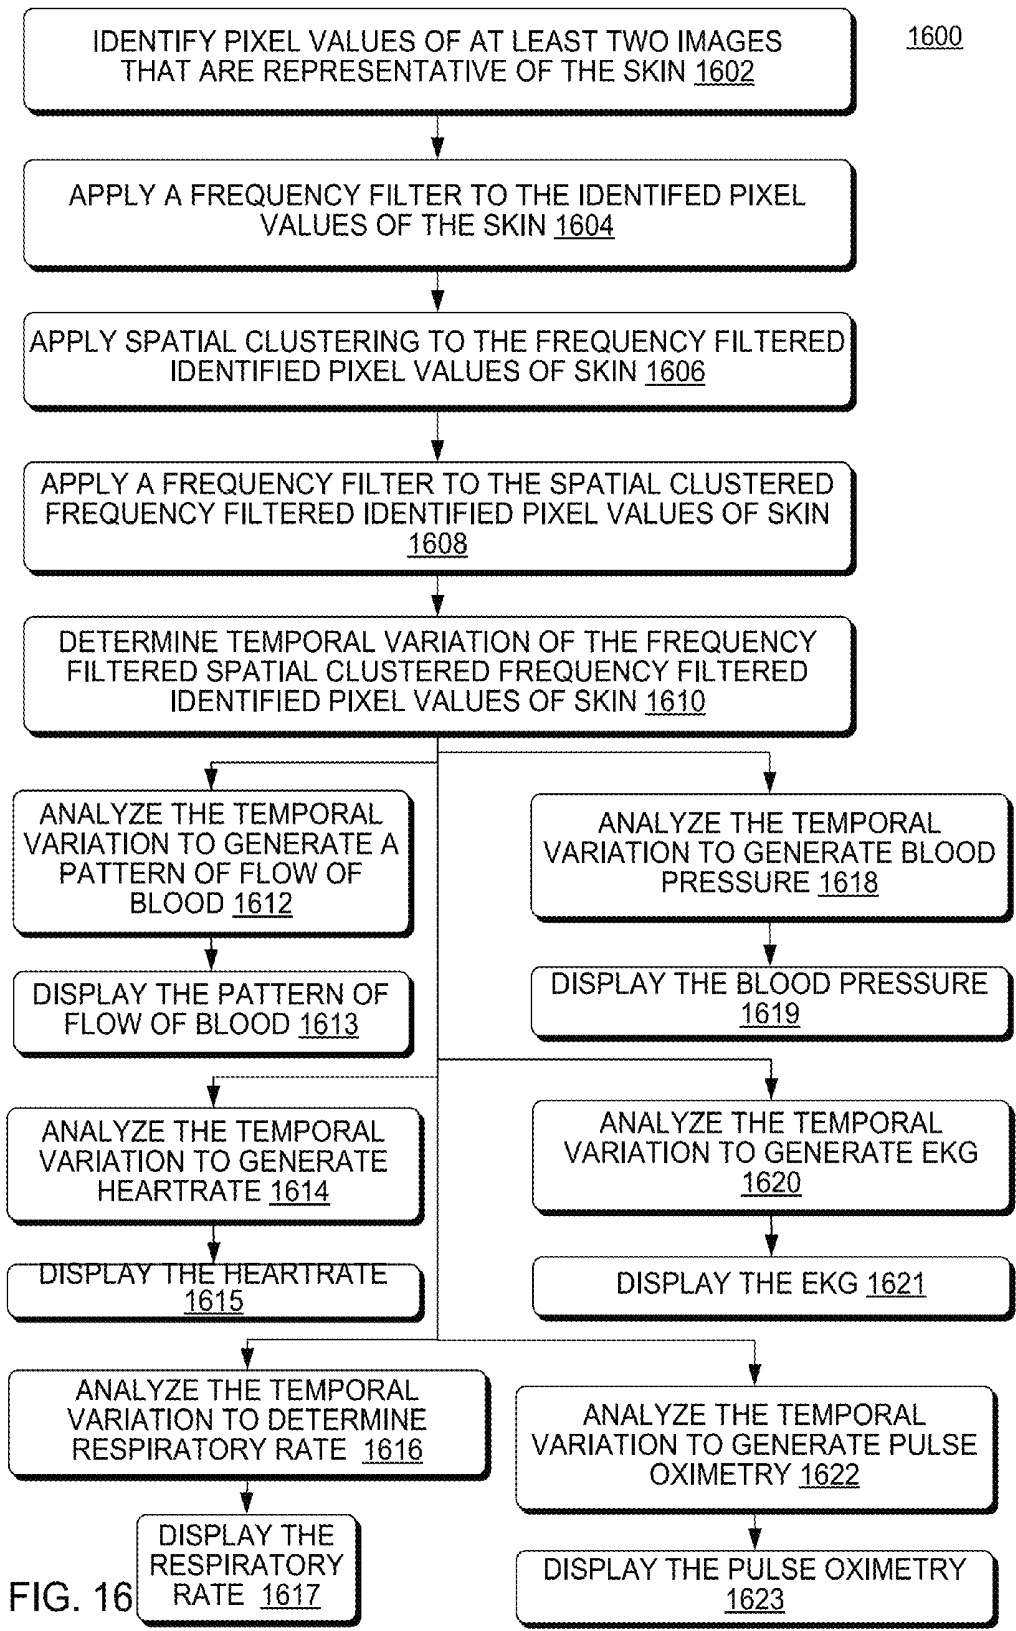 IDENTIFY PIXEL VALUES OF AT LEAST TWO IMAGES
THAT ARE REPRESENTATIVE OF THE SKIN 1602
1600
APPLY A FREQUENCY FILTER TO THE IDENTIFED PIXEL
VALUES OF THE SKIN 1604
APPLY SPATIAL CLUSTERING TO THE FREQUENCY FILTERED
IDENTIFIED PIXEL VALUES OF SKIN 1606
APPLY A FREQUENCY FILTER TO THE SPATIAL CLUSTERED
FREQUENCY FILTERED IDENTIFIED PIXEL VALUES OF SKIN
1608
DETERMINE TEMPORAL VARIATION OF THE FREQUENCY
FILTERED SPATIAL CLUSTERED FREQUENCY FILTERED
IDENTIFIED PIXEL VALUES OF SKIN 1610
ANALYZE THE TEMPORAL
VARIATION TO GENERATE A
PATTERN OF FLOW OF
BLOOD 1612
DISPLAY THE PATTERN OF
FLOW OF BLOOD 1613
ANALYZE THE TEMPORAL
VARIATION TO GENERATE BLOOD
PRESSURE 1618
DISPLAY THE BLOOD PRESSURE
1619
ANALYZE THE TEMPORAL
VARIATION TO GENERATE
HEARTRATE 1614
DISPLAY THE HEARTRATE
1615
ANALYZE THE TEMPORAL
VARIATION TO GENERATE EKG
1620
DISPLAY THE EKG 1621
ANALYZE THE TEMPORAL
VARIATION TO DETERMINE
RESPIRATORY RATE 1616
DISPLAY THE
RESPIRATORY
RATE 1617
ANALYZE THE TEMPORAL
VARIATION TO GENERATE PULSE
OXIMETRY 1622
DISPLAY THE PULSE OXIMETRY
1623
FIG. 16